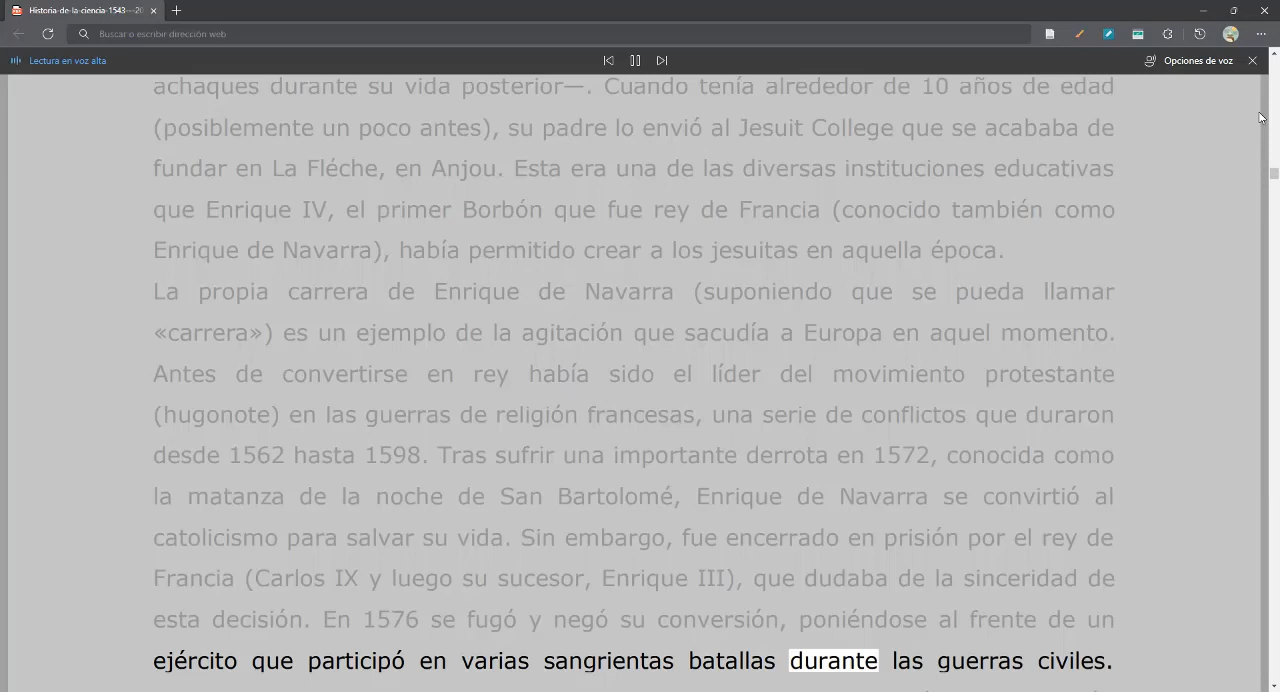 Historia-de-la-ciencia-1543---20
Buscar o escribir dirección web
Lectura en voz alta
Opciones de voz
achaques durante su vida posterior—. Cuando tenía alrededor de 10 años de edad
(posiblemente un poco antes), su padre lo envió al Jesuit College que se acababa de
fundar en La Fléche, en Anjou. Esta era una de las diversas instituciones educativas
que Enrique IV, el primer Borbón que fue rey de Francia (conocido también como
Enrique de Navarra), había permitido crear a los jesuitas en aquella época.
La propia carrera de Enrique de Navarra (suponiendo que se pueda llamar
«carrera») es un ejemplo de la agitación que sacudía a Europa en aquel momento.
Antes de convertirse en rey había sido el líder del movimiento protestante
(hugonote) en las guerras de religión francesas, una serie de conflictos que duraron
desde 1562 hasta 1598. Tras sufrir una importante derrota en 1572, conocida como
la matanza de la noche de San Bartolomé, Enrique de Navarra se convirtió al
catolicismo para salvar su vida. Sin embargo, fue encerrado en prisión por el rey de
Francia (Carlos IX y luego su sucesor, Enrique III), que dudaba de la sinceridad de
esta decisión. En 1576 se fugó y negó su conversión, poniéndose al frente de un
ejército que participó en varias sangrientas batallas durante las guerras civiles.